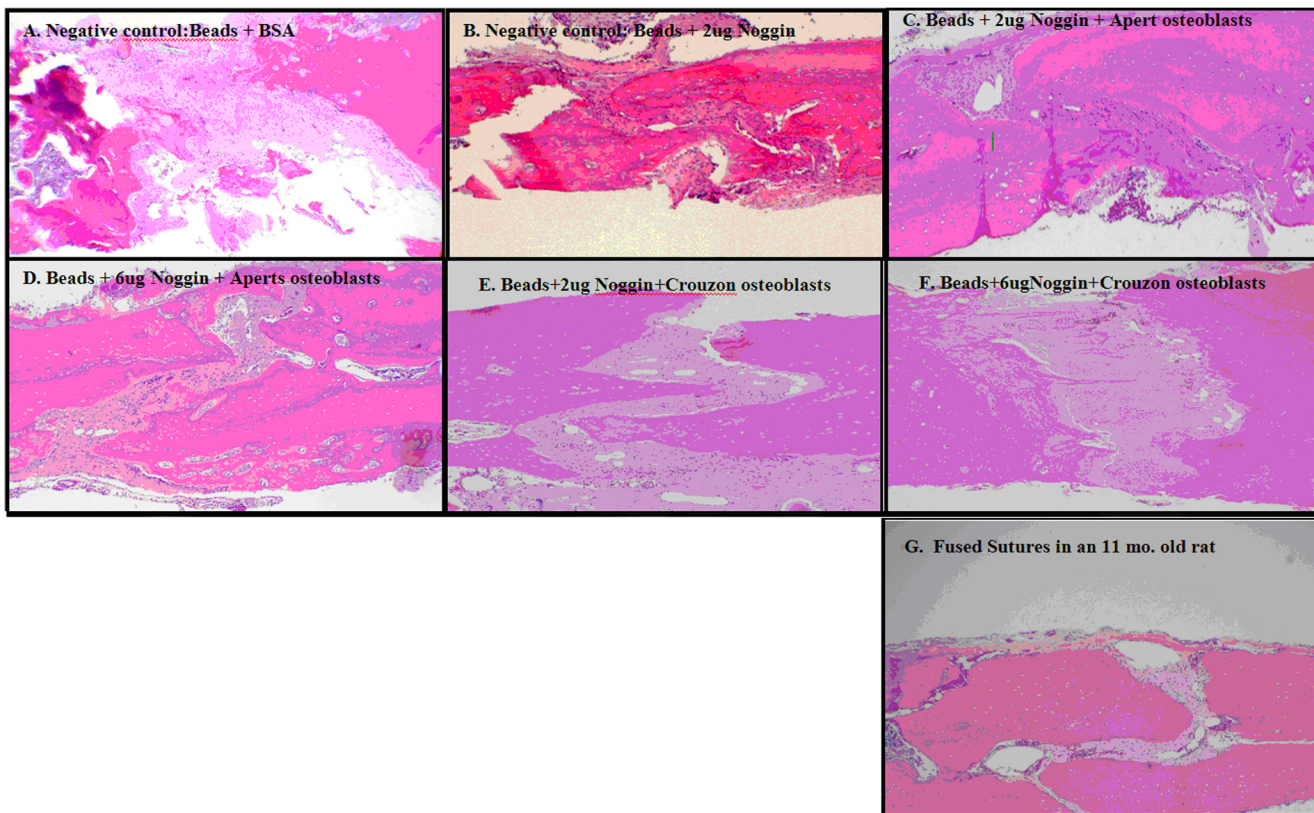 A. Negative control:Beads + BSA
B. Negative control: Beads + 2ug Noggin
C. Beads + 2ug Noggin + Apert osteoblasts
D. Beads + 6ug Noggin + Aperts osteoblasts
E. Beads+2ug Noggin+Crouzon osteoblasts
F. Beads+6ugNoggin+Crouzon osteoblasts
G. Fused Sutures in an 11 mo. old rat